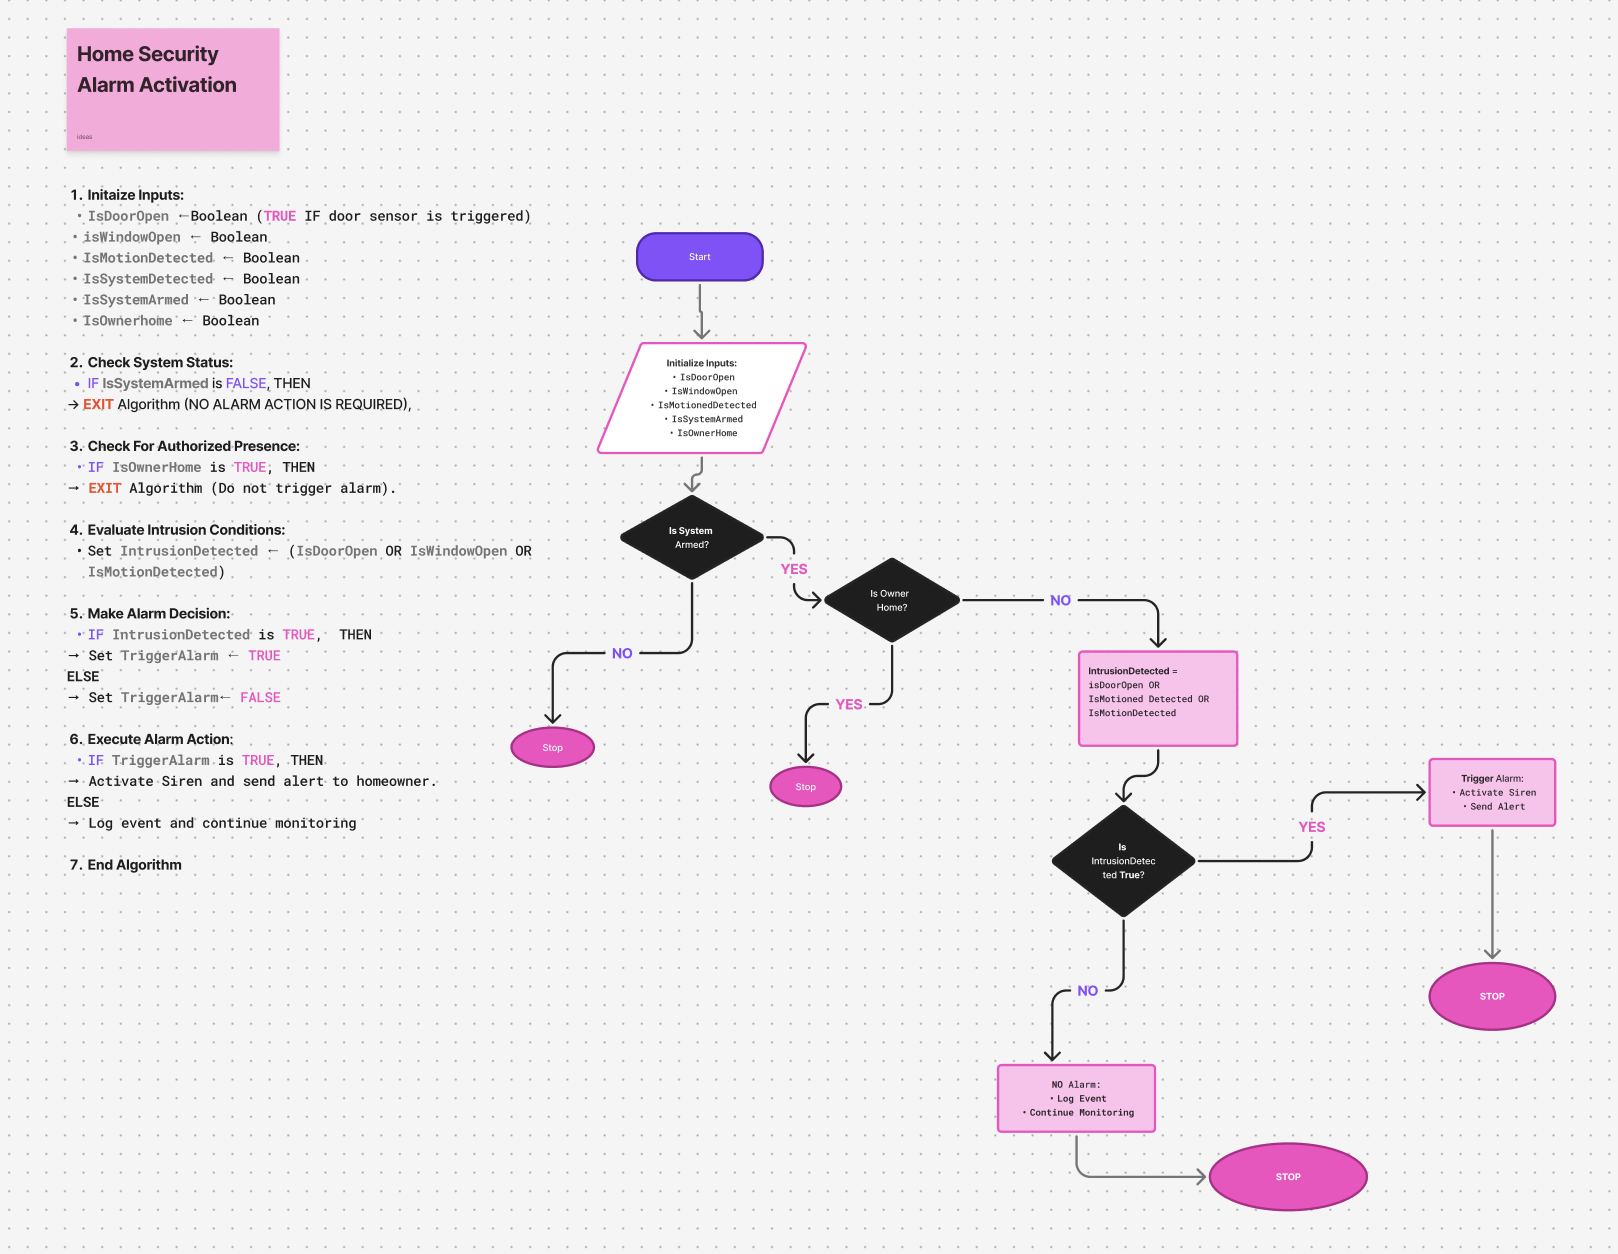 Home Security
Alarm Activation
ideas
1. Initaize Inputs:
• IsDoorOpen ←Boolean (TRUE IF door sensor is triggered)
• isWindowOpen ← Boolean
• IsMotionDetected ← Boolean
• IsSystemDetected ← Boolean
• IsSystemArmed ← Boolean
• IsOwnerhome ← Boolean
2. Check System Status:
• IF IsSystemArmed is FALSE, THEN
→ EXIT Algorithm (NO ALARM ACTION IS REQUIRED),
3. Check For Authorized Presence:
• IF IsOwnerHome is TRUE, THEN
→ EXIT Algorithm (Do not trigger alarm).
4. Evaluate Intrusion Conditions:
• Set IntrusionDetected ← (IsDoorOpen OR IsWindowOpen OR
IsMotionDetected)
5. Make Alarm Decision:
• IF IntrusionDetected is TRUE, THEN
→ Set TriggerAlarm ← TRUE
ELSE
→ Set TriggerAlarm← FALSE
6. Execute Alarm Action:
• IF TriggerAlarm is TRUE, THEN
→ Activate Siren and send alert to homeowner.
ELSE
→ Log event and continue monitoring
7. End Algorithm
Start
Initialize Inputs:
• IsDoorOpen
• IsWindowOpen
• IsMotionedDetected
• IsSystemArmed
• IsOwnerHome
Is System
Armed?
YES
NO
Stop
Is Owner
Home?
NO
YES
Stop
IntrusionDetected =
isDoorOpen OR
IsMotioned Detected OR
IsMotionDetected
Is
IntrusionDetec
ted True?
YES
Trigger Alarm:
• Activate Siren
• Send Alert
STOP
NO
NO Alarm:
• Log Event
• Continue Monitoring
STOP